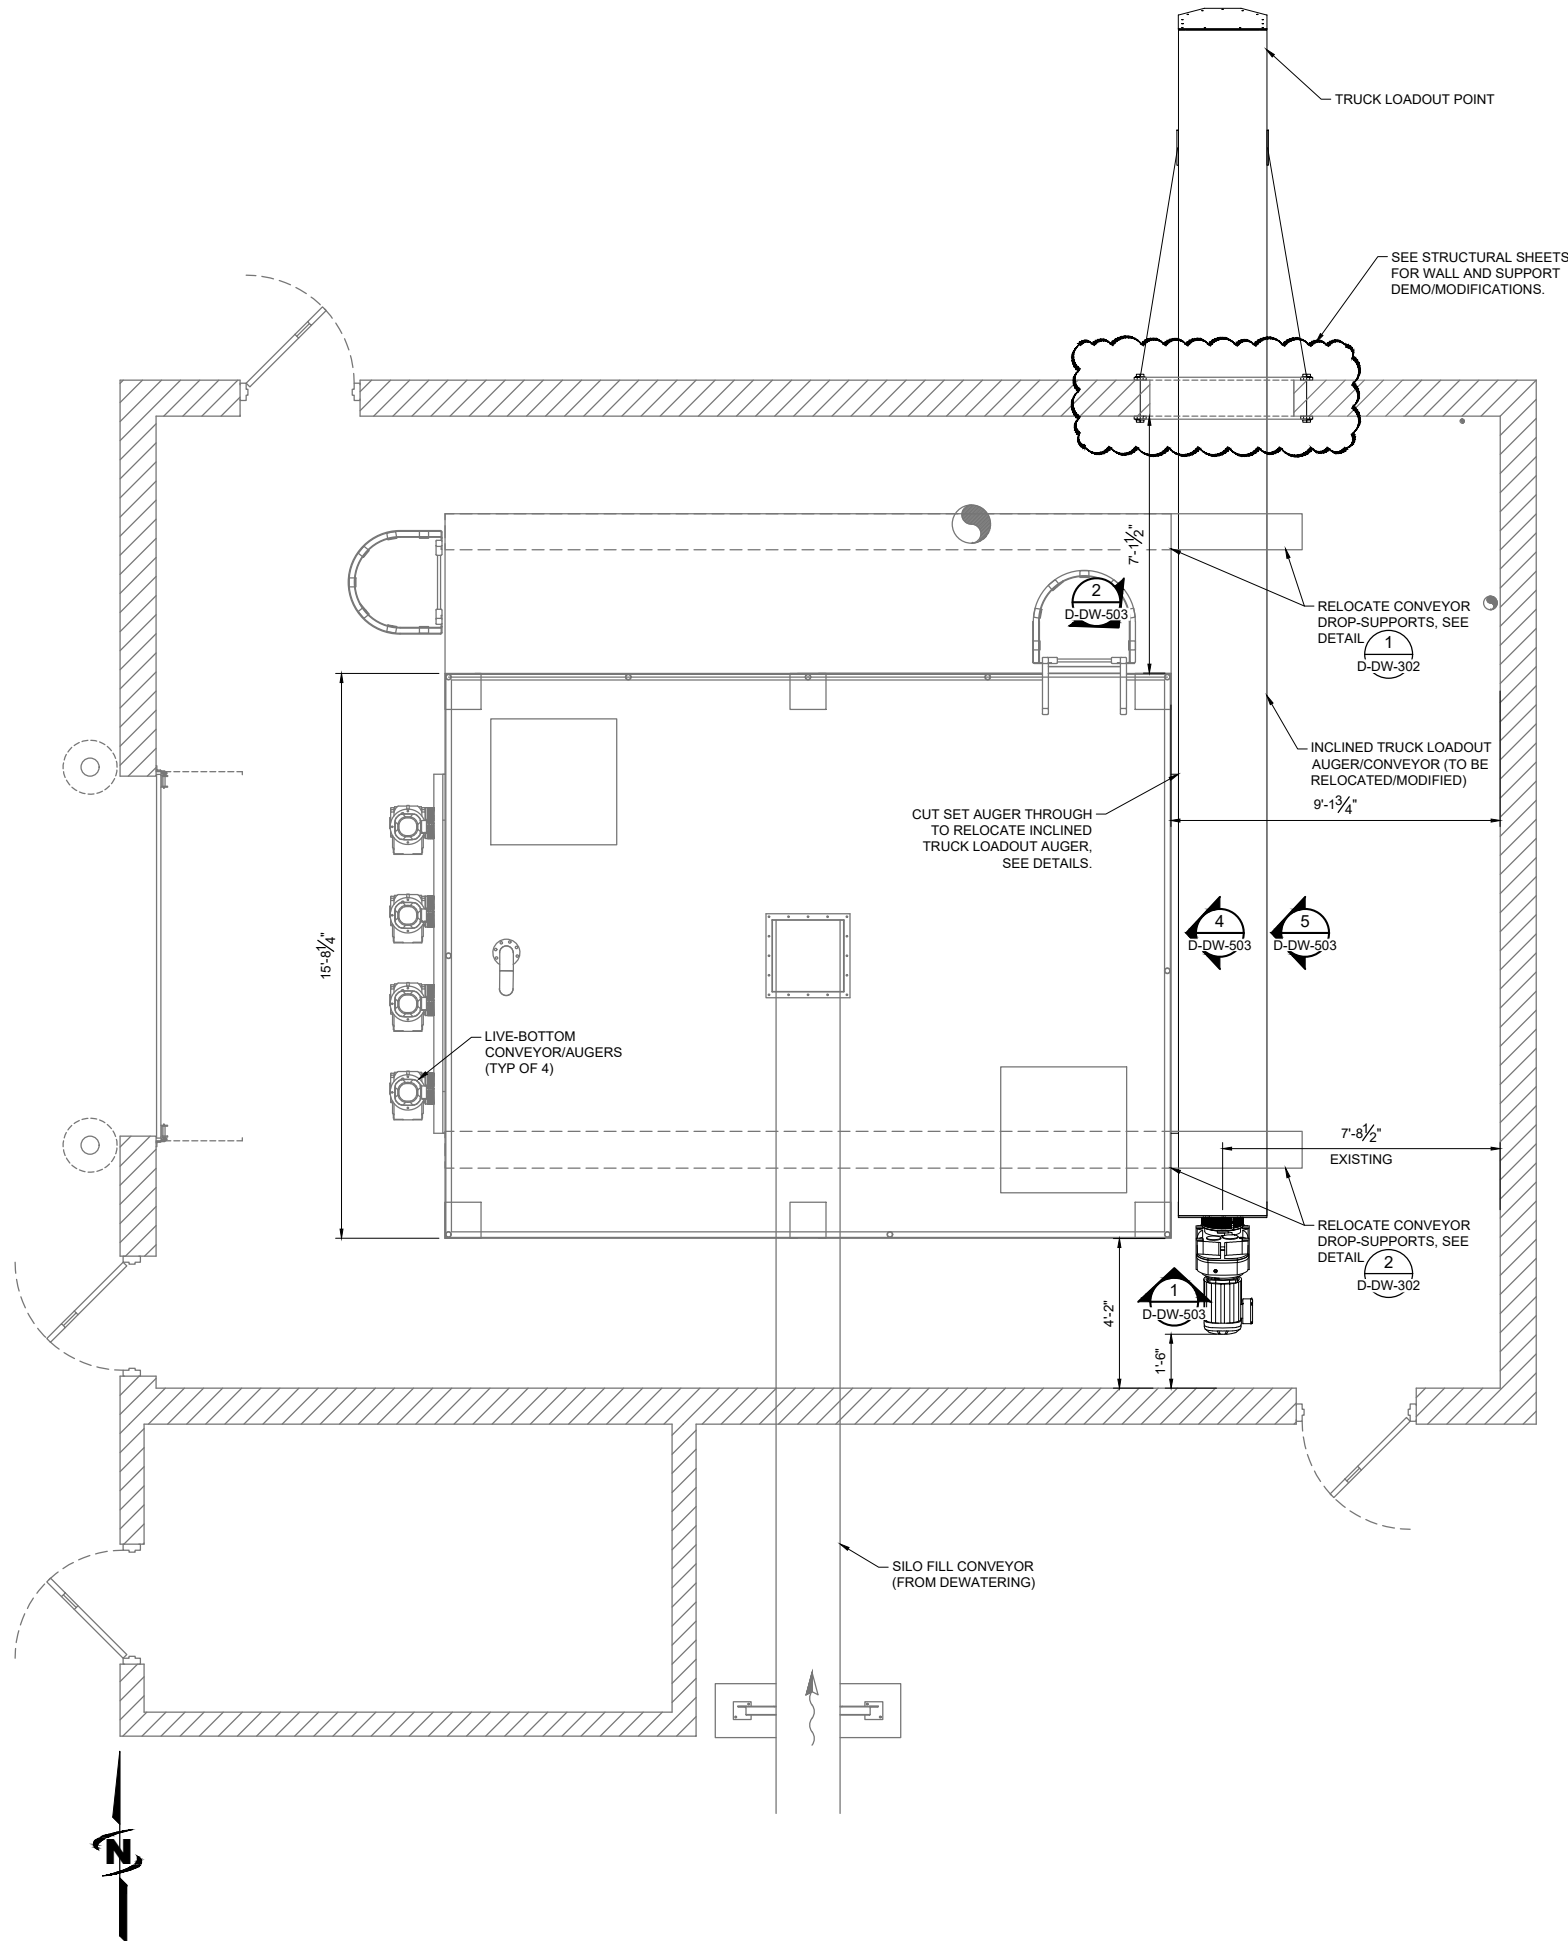 TRUCK LOADOUT POINT
SEE STRUCTURAL SHEETS
FOR WALL AND SUPPORT
DEMO/MODIFICATIONS.
7'-1½"
2
D-DW-503
RELOCATE CONVEYOR
DROP-SUPPORTS, SEE
DETAIL
1
D-DW-302
INCLINED TRUCK LOADOUT
AUGER/CONVEYOR (TO BE
RELOCATED/MODIFIED)
9'-1¾"
CUT SET AUGER THROUGH
TO RELOCATE INCLINED
TRUCK LOADOUT AUGER,
SEE DETAILS.
4
D-DW-503
5
D-DW-503
15'-8¼"
LIVE-BOTTOM
CONVEYOR/AUGERS
(TYP OF 4)
7'-8½"
EXISTING
RELOCATE CONVEYOR
DROP-SUPPORTS, SEE
DETAIL
2
D-DW-302
4'-2"
1
D-DW-503
1'-6"
SILO FILL CONVEYOR
(FROM DEWATERING)
N